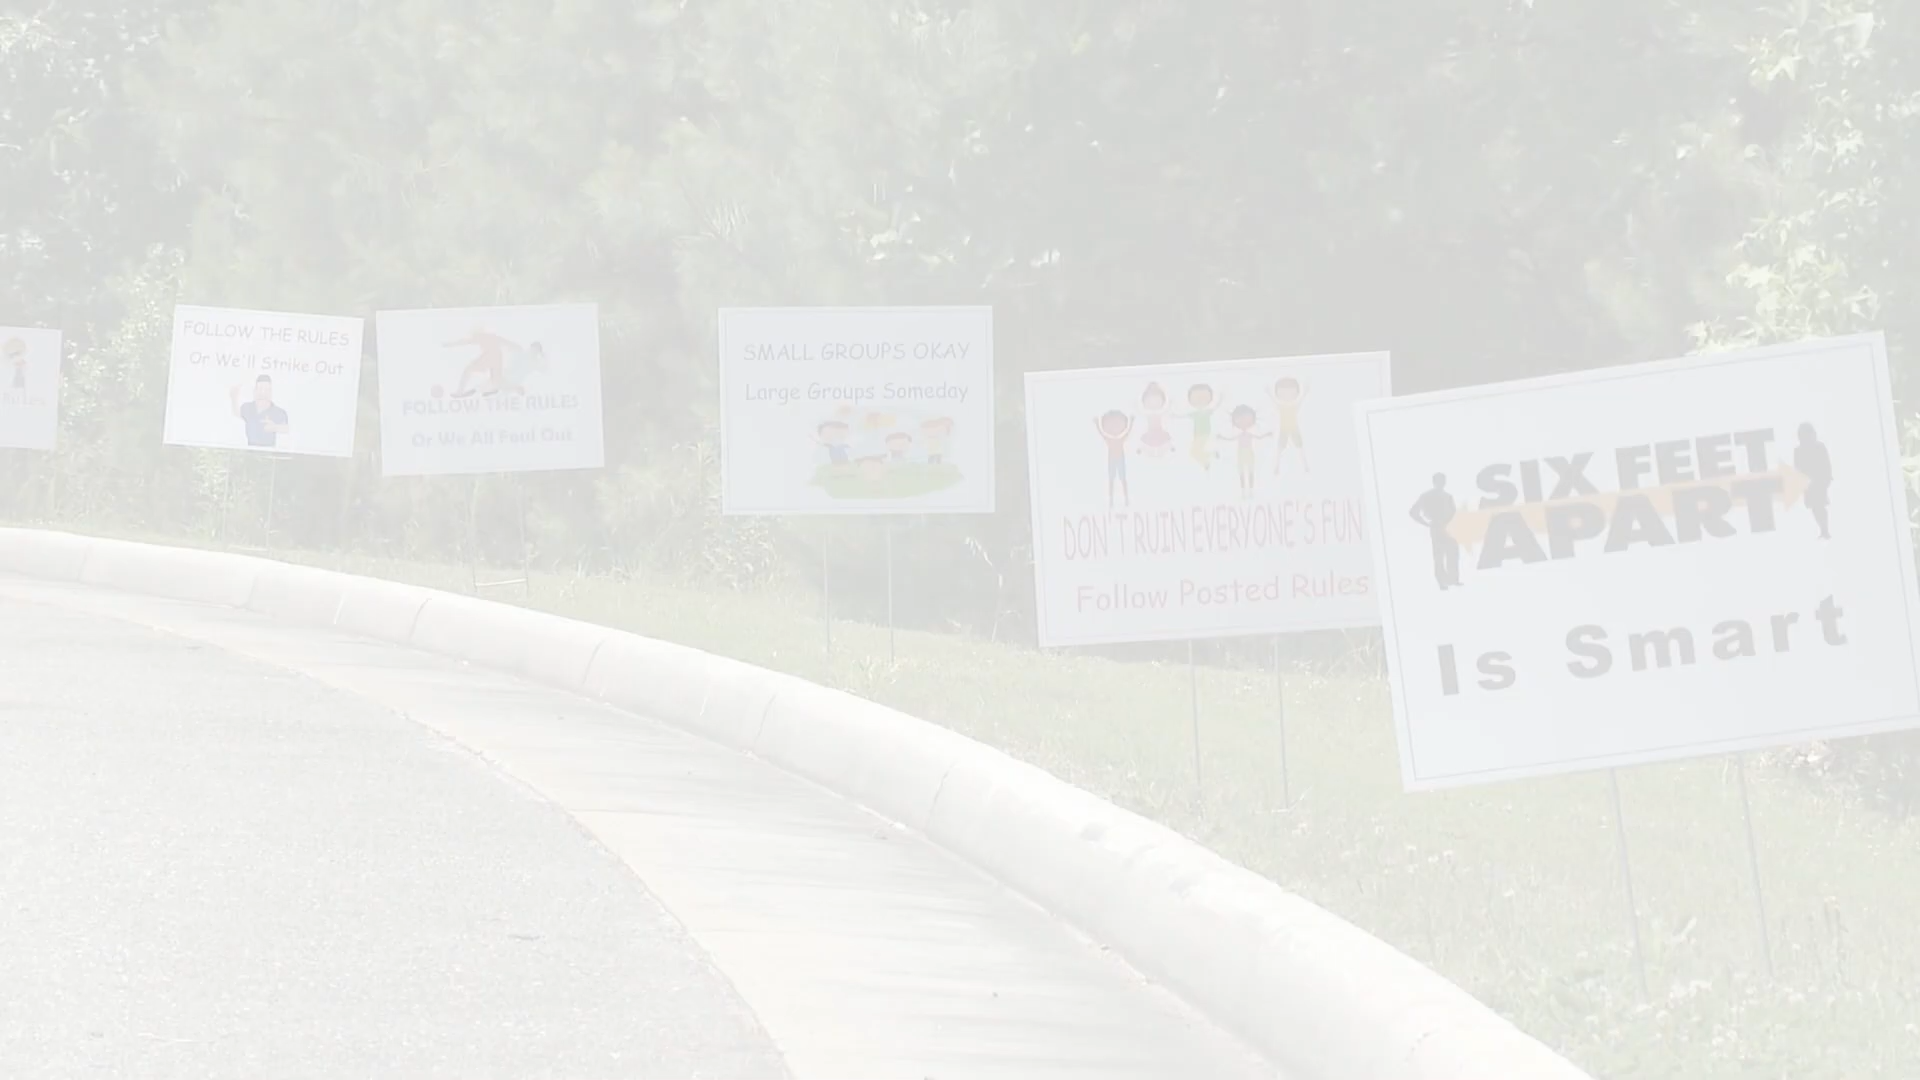 Rules
FOLLOW THE RULES
Or We'll Strike Out
FOLLOW THE RULES
Or We All Foul Out
SMALL GROUPS OKAY
Large Groups Someday
DON'T RUIN EVERYONE'S FUN
Follow Posted Rules
SIX FEET
APART
Is Smart